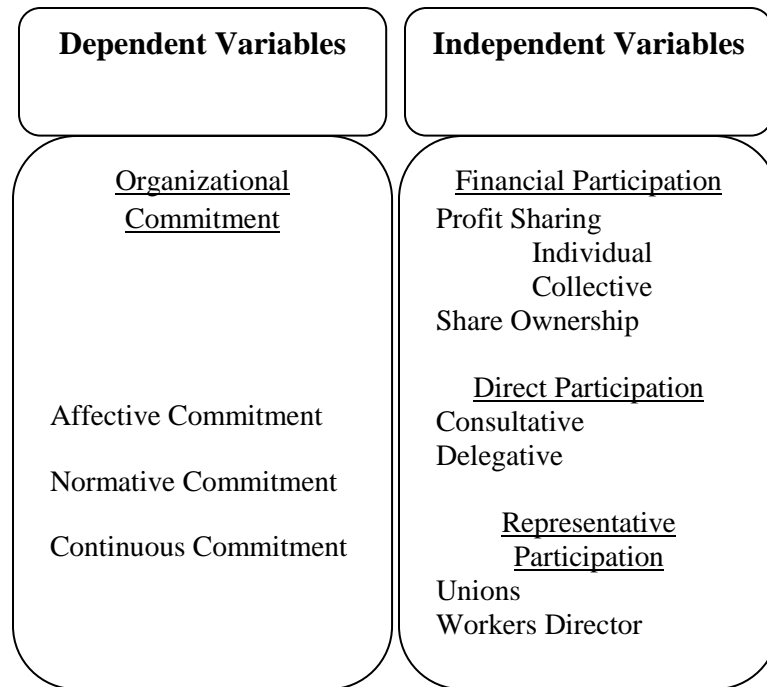 Dependent Variables
Organizational
Commitment
Affective Commitment
Normative Commitment
Continuous Commitment
Independent Variables
Financial Participation
Profit Sharing
Individual
Collective
Share Ownership
Direct Participation
Consultative
Delegative
Representative
Participation
Unions
Workers Director